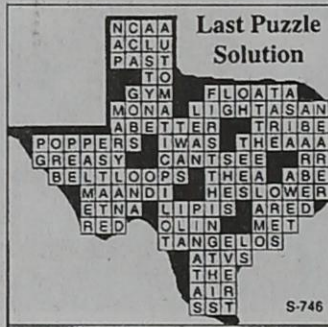 Last Puzzle
Solution
NCAA
ACLU
PAST
TO
GYM FLOATA
MONA LIGHTASAN
ABETTER TRIBE
POPPERS IWAS THEAAA
GREASY CANTSEE RR
BELTLOOPS THEA ABE
MAANDI HESLOWER
ETNA LIPIS ARED
RED OLIN MET
TANGELOS
ATVS
THE
AIRS
SST
S-746